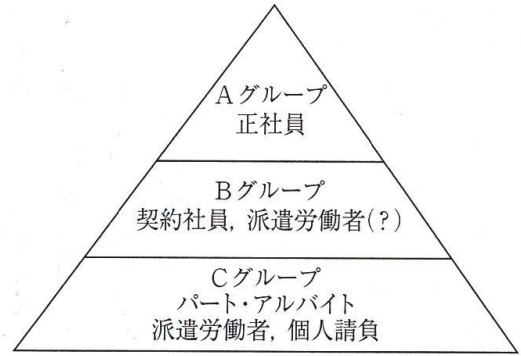 Aグループ
正社員
Bグループ
契約社員, 派遣労働者(?)
Cグループ
パート・アルバイト
派遣労働者, 個人請負